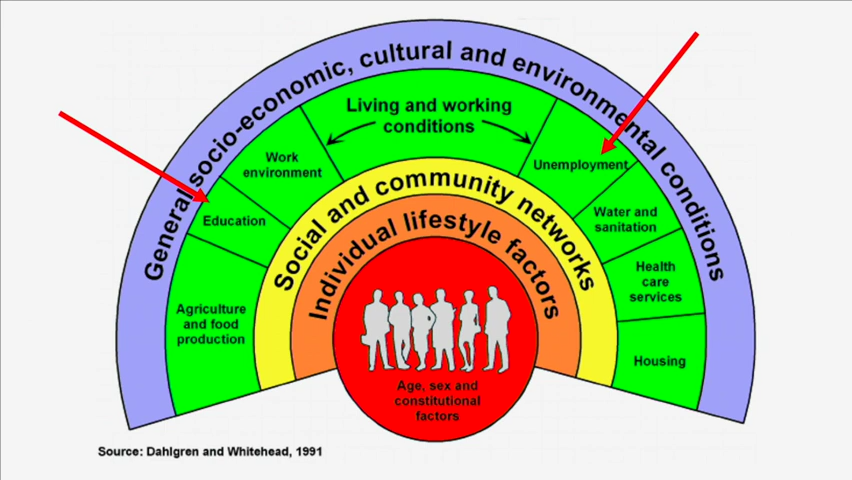 General socio-economic, cultural and environmental conditions
Living and working
conditions
Work
environment
Unemployment
Education
Water and
sanitation
Agriculture
and food
production
Health
care
services
Housing
Social and community networks
Individual lifestyle factors
Age, sex and
constitutional
factors
Source: Dahlgren and Whitehead, 1991